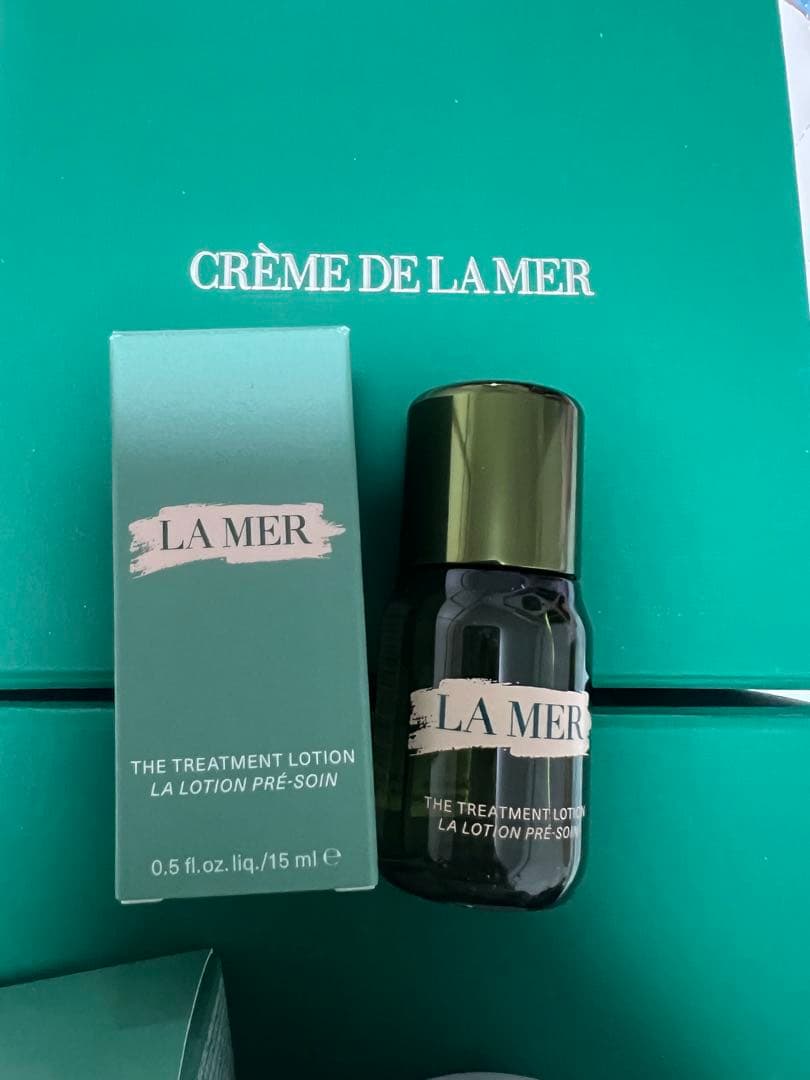 CRÈME DE LA MER
LA MER
THE TREATMENT LOTION
LA LOTION PRÉ-SOIN
0.5 fl.oz.liq./15 ml ℮
LA MER
THE TREATMENT LOTION
LA LOTION PRÉ-SOIN